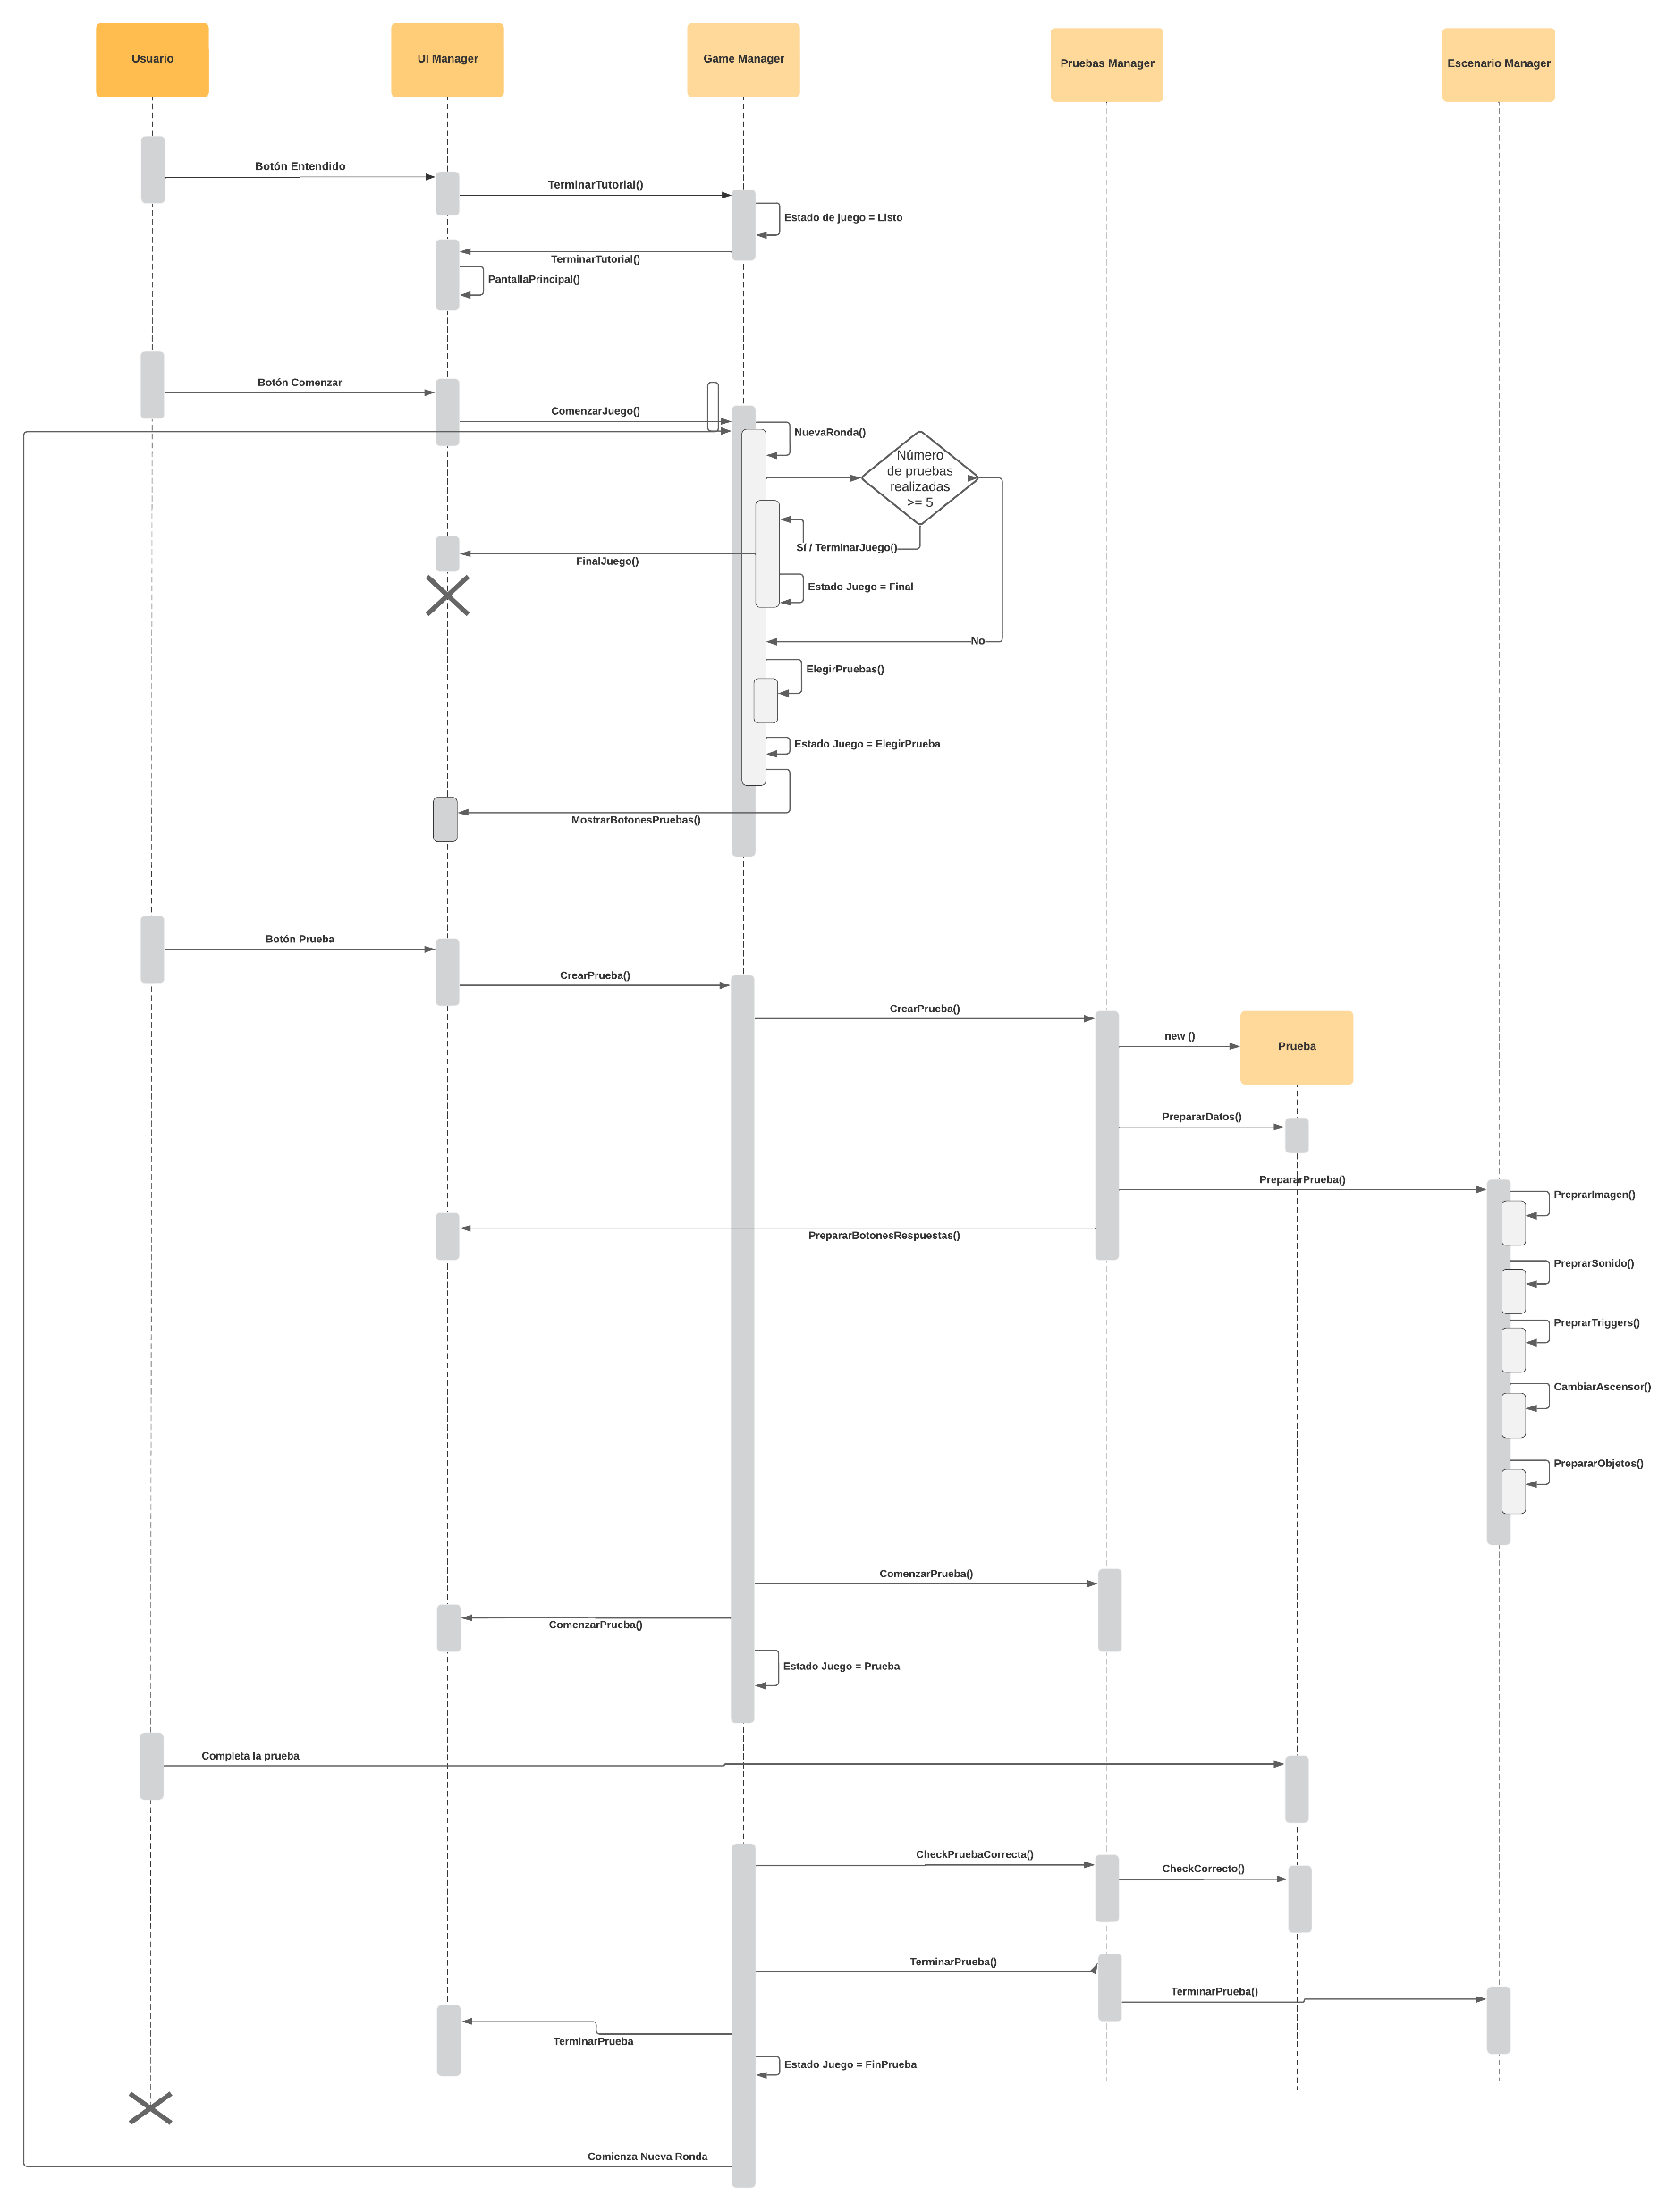 Usuario
UI Manager
Game Manager
Pruebas Manager
Escenario Manager
Botón Entendido
TerminarTutorial()
Estado de juego = Listo
TerminarTutorial()
PantallaPrincipal()
Botón Comenzar
ComenzarJuego()
NuevaRonda()
Número
de pruebas
realizadas
>= 5
Sí / TerminarJuego()
FinalJuego()
Estado Juego = Final
No
ElegirPruebas()
Estado Juego = ElegirPrueba
MostrarBotonesPruebas()
Botón Prueba
CrearPrueba()
CrearPrueba()
new ()
Prueba
PrepararDatos()
PrepararPrueba()
PreprarImagen()
PrepararBotonesRespuestas()
PreprarSonido()
PreprarTriggers()
CambiarAscensor()
PrepararObjetos()
ComenzarPrueba()
ComenzarPrueba()
Estado Juego = Prueba
Completa la prueba
CheckPruebaCorrecta()
CheckCorrecto()
TerminarPrueba()
TerminarPrueba()
TerminarPrueba
Estado Juego = FinPrueba
Comienza Nueva Ronda